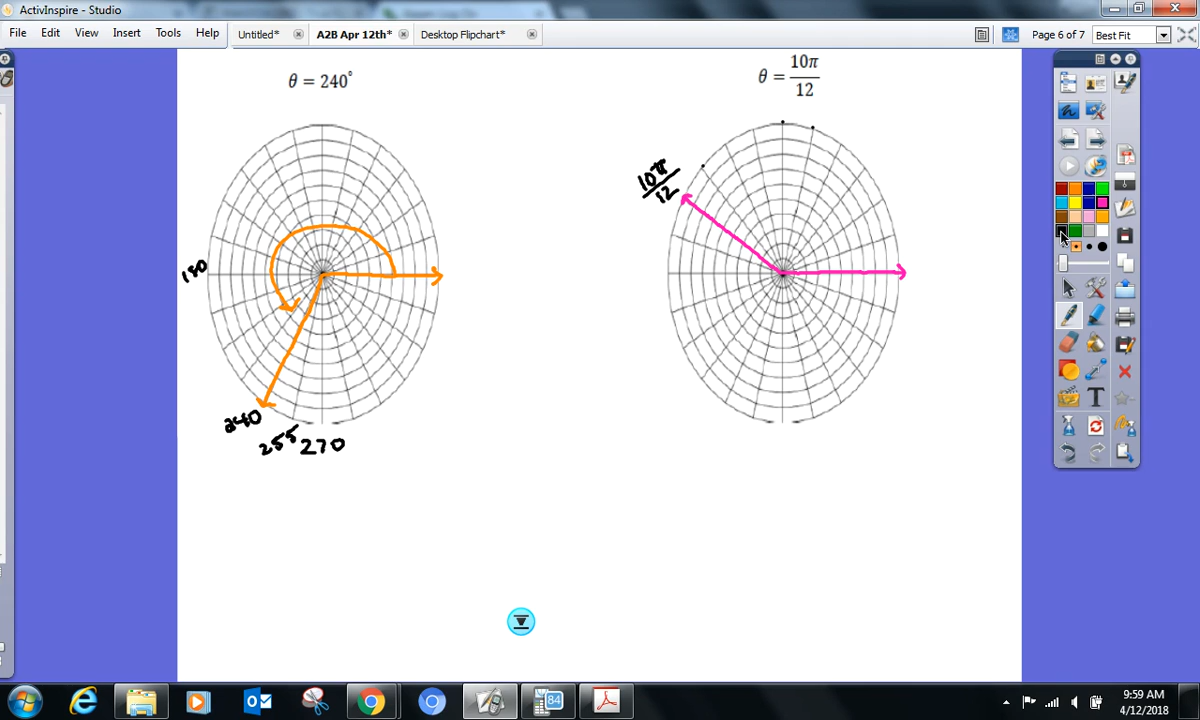 ActivInspire - Studio
File Edit View Insert Tools Help
Untitled* A2B Apr 12th* Desktop Flipchart*
Page 6 of 7 Best Fit
θ = 240°
θ = 10π/12
180
240
255
270
10π/12
84
9:59 AM
4/12/2018